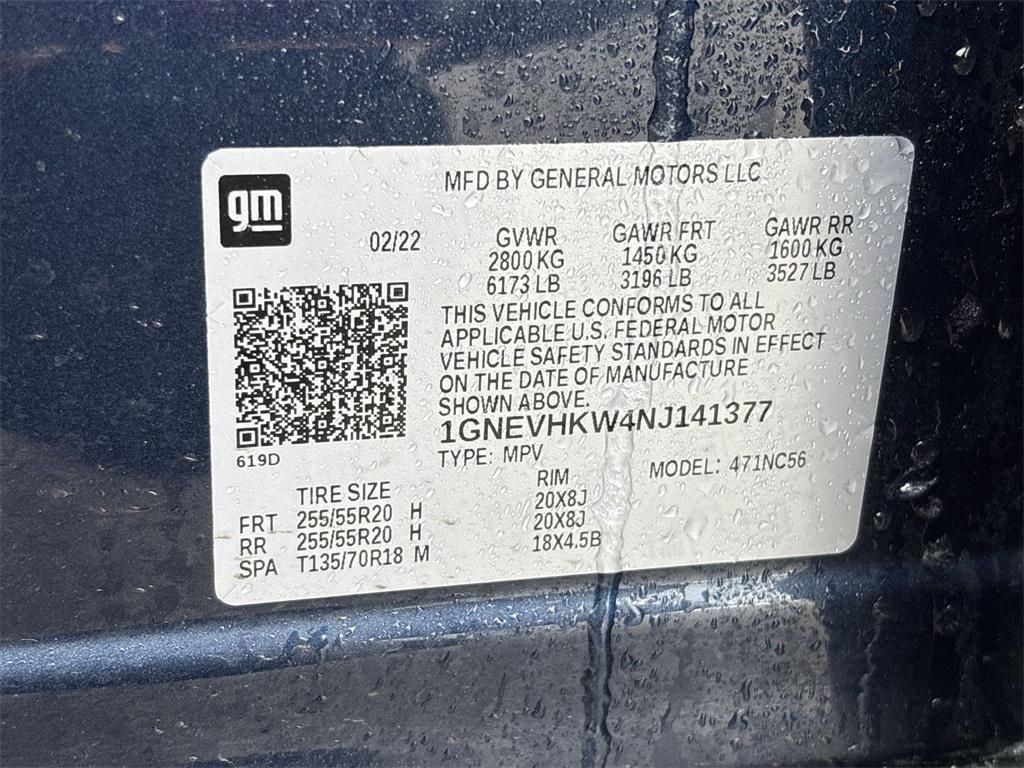 gm
MFD BY GENERAL MOTORS LLC
02/22
GVWR GAWR FRT GAWR RR
2800 KG 1450 KG 1600 KG
6173 LB 3196 LB 3527 LB
THIS VEHICLE CONFORMS TO ALL
APPLICABLE U.S. FEDERAL MOTOR
VEHICLE SAFETY STANDARDS IN EFFECT
ON THE DATE OF MANUFACTURE
SHOWN ABOVE.
1GNEVHKW4NJ141377
619D
TYPE: MPV MODEL: 471NC56
TIRE SIZE RIM
FRT 255/55R20 H 20X8J
RR 255/55R20 H 20X8J
SPA T135/70R18 M 18X4.5B